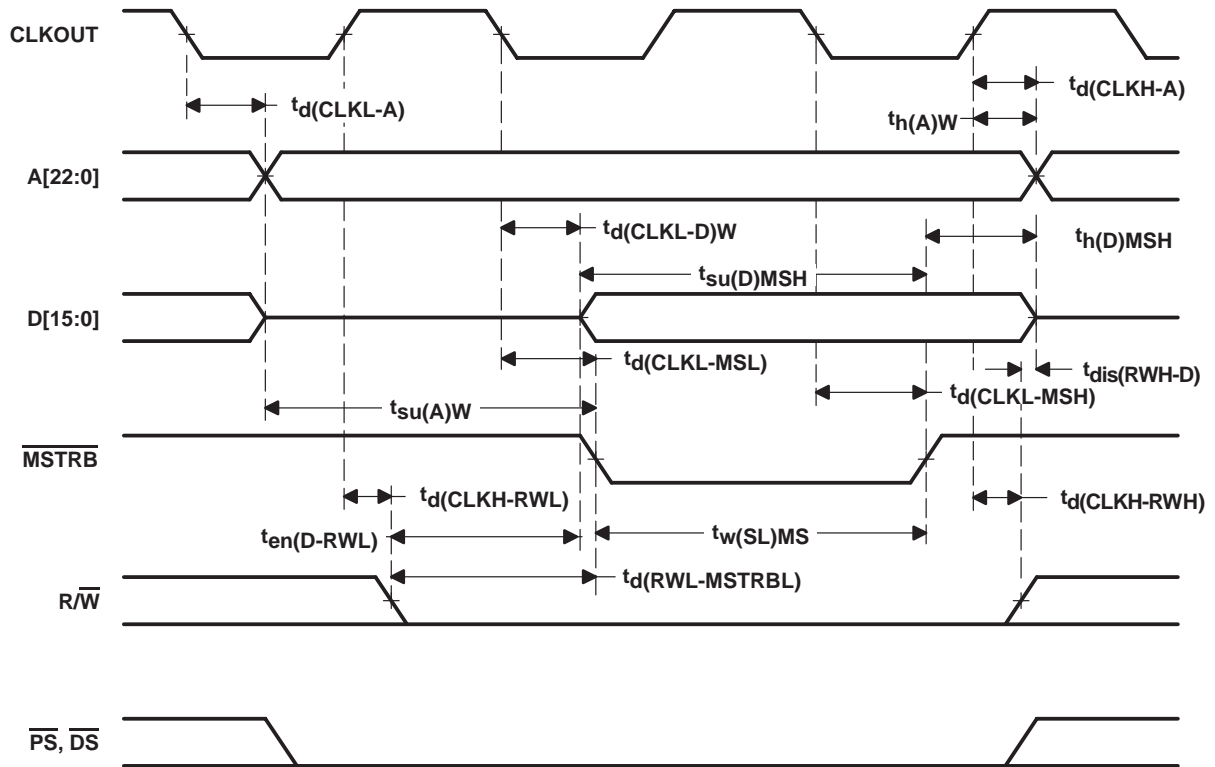 CLKOUT
td(CLKL-A)
td(CLKH-A)
th(A)W
A[22:0]
td(CLKL-D)W
th(D)MSH
tsu(D)MSH
D[15:0]
td(CLKL-MSL)
tdis(RWH-D)
td(CLKL-MSH)
tsu(A)W
MSTRB
td(CLKH-RWL)
td(CLKH-RWH)
ten(D-RWL)
tw(SL)MS
td(RWL-MSTRBL)
R/W
PS, DS